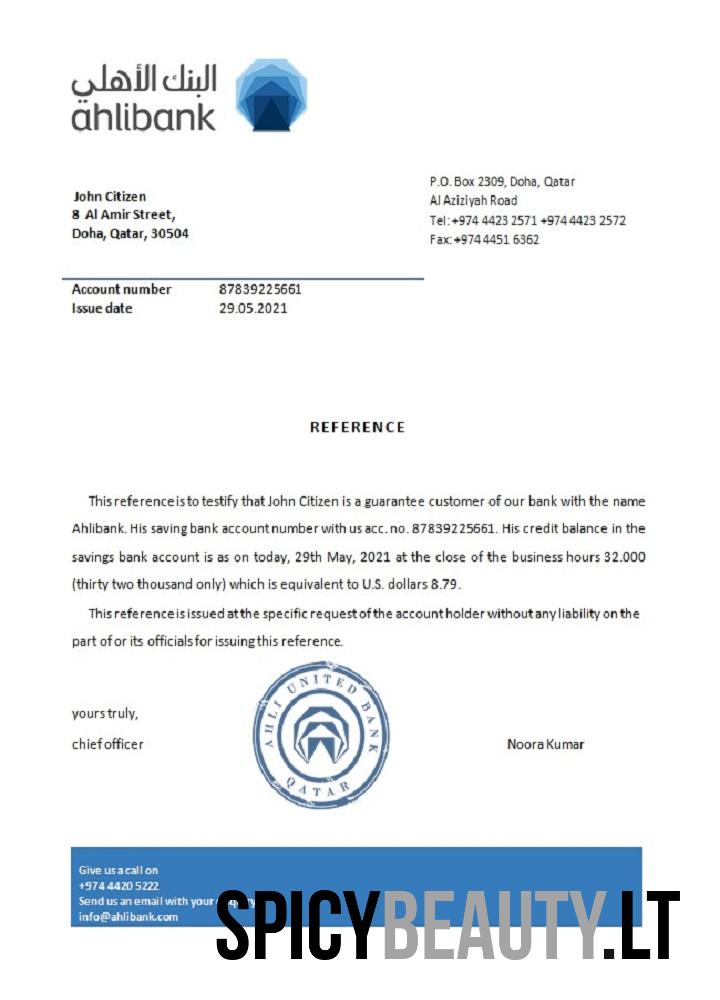 البنك الأهلي
ahlibank
P.O. Box 2309, Doha, Qatar
Al Aziziyah Road
Tel:+974 4423 2571 +974 4423 2572
Fax:+974 4451 6362
John Citizen
8 Al Amir Street,
Doha, Qatar, 30504
Account number 87839225661
Issue date 29.05.2021
REFERENCE
This reference is to testify that John Citizen is a guarantee customer of our bank with the name
Ahlibank. His saving bank account number with us acc. no. 87839225661. His credit balance in the
savings bank account is as on today, 29th May, 2021 at the close of the business hours 32.000
(thirty two thousand only) which is equivalent to U.S. dollars 8.79.
This reference is issued at the specific request of the account holder without any liability on the
part of or its officials for issuing this reference.
AHLI UNITED BANK
QATAR
yours truly,
chief officer Noora Kumar
Give us a call on
+974 4420 5222
Send us an email with your
info@ahlibank.com
SPICYBEAUTY.LT